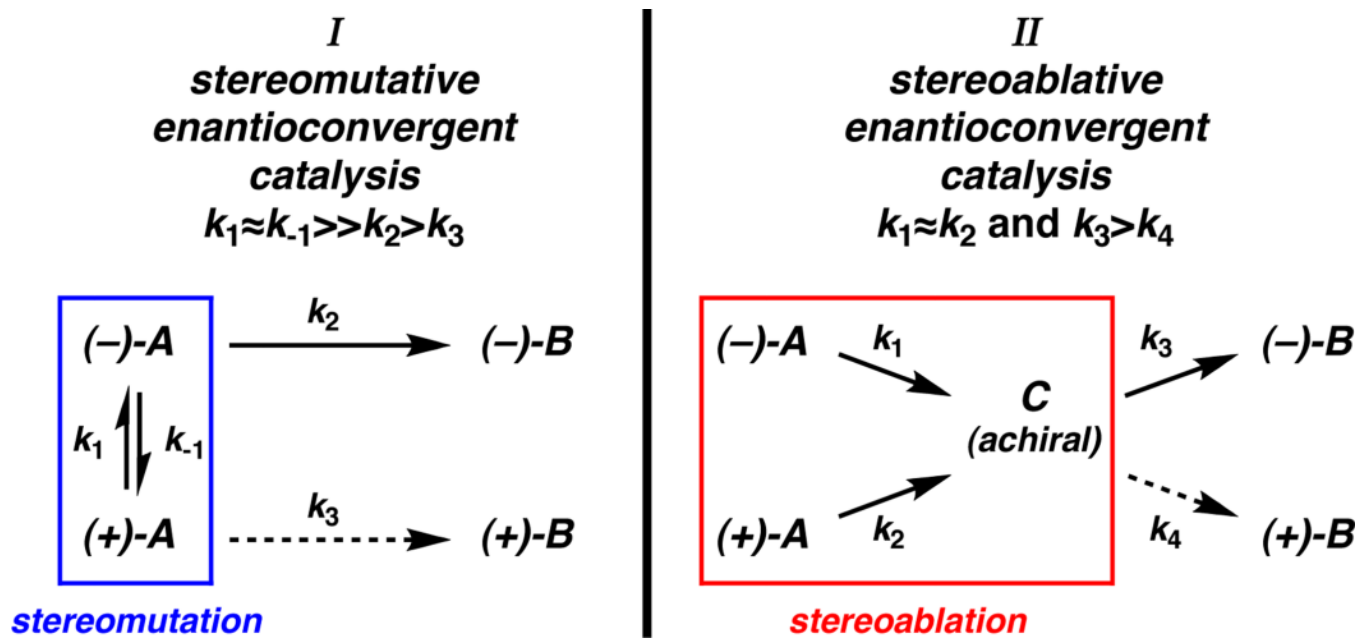 I
stereomutative
enantioconvergent
catalysis
k₁≈k₋₁>>k₂>k₃
(–)-A
k₂
(–)-B
k₁
k₋₁
(+)-A
k₃
(+)-B
stereomutation
II
stereoablative
enantioconvergent
catalysis
k₁≈k₂ and k₃>k₄
(–)-A
k₁
C
(achiral)
k₃
(–)-B
(+)-A
k₂
k₄
(+)-B
stereoablation